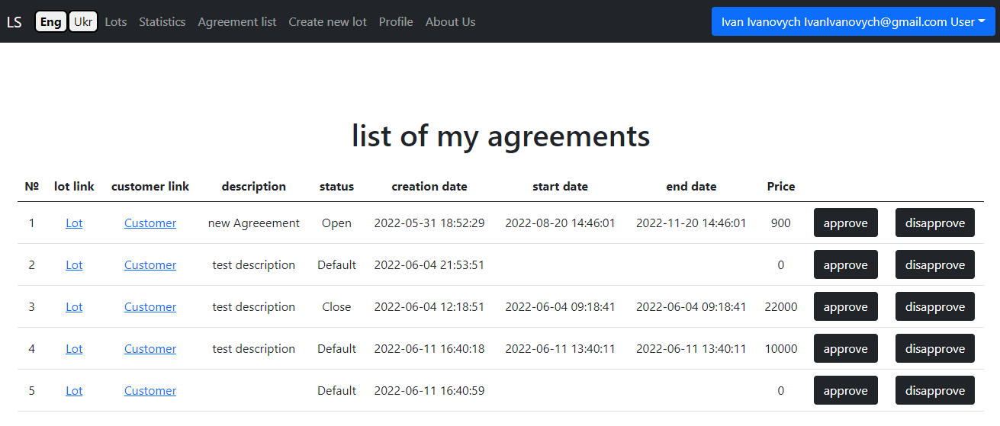 LS Eng Ukr Lots Statistics Agreement list Create new lot Profile About Us Ivan Ivanovych IvanIvanovych@gmail.com User
list of my agreements
№ lot link customer link description status creation date start date end date Price
1 Lot Customer new Agreeement Open 2022-05-31 18:52:29 2022-08-20 14:46:01 2022-11-20 14:46:01 900 approve disapprove
2 Lot Customer test description Default 2022-06-04 21:53:51 0 approve disapprove
3 Lot Customer test description Close 2022-06-04 12:18:51 2022-06-04 09:18:41 2022-06-04 09:18:41 22000 approve disapprove
4 Lot Customer test description Default 2022-06-11 16:40:18 2022-06-11 13:40:11 2022-06-11 13:40:11 10000 approve disapprove
5 Lot Customer Default 2022-06-11 16:40:59 0 approve disapprove